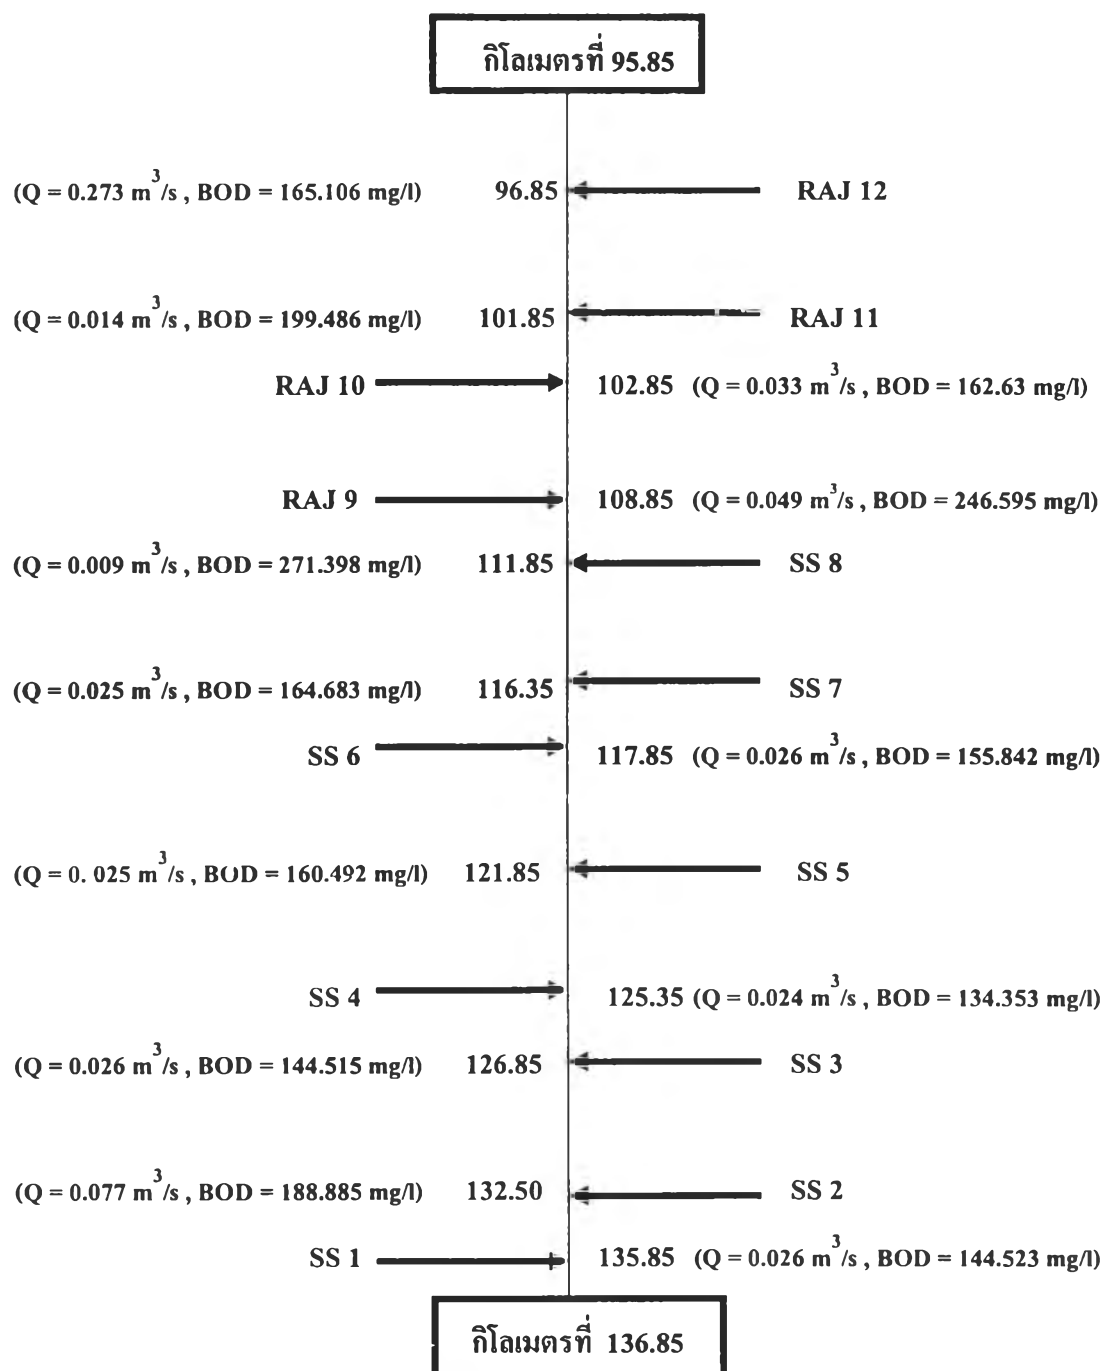 กิโลเมตรที่ 95.85
(Q = 0.273 m³/s , BOD = 165.106 mg/l) 96.85 RAJ 12
(Q = 0.014 m³/s , BOD = 199.486 mg/l) 101.85 RAJ 11
RAJ 10 102.85 (Q = 0.033 m³/s , BOD = 162.63 mg/l)
RAJ 9 108.85 (Q = 0.049 m³/s , BOD = 246.595 mg/l)
(Q = 0.009 m³/s , BOD = 271.398 mg/l) 111.85 SS 8
(Q = 0.025 m³/s , BOD = 164.683 mg/l) 116.35 SS 7
SS 6 117.85 (Q = 0.026 m³/s , BOD = 155.842 mg/l)
(Q = 0. 025 m³/s , BOD = 160.492 mg/l) 121.85 SS 5
SS 4 125.35 (Q = 0.024 m³/s , BOD = 134.353 mg/l)
(Q = 0.026 m³/s , BOD = 144.515 mg/l) 126.85 SS 3
(Q = 0.077 m³/s , BOD = 188.885 mg/l) 132.50 SS 2
SS 1 135.85 (Q = 0.026 m³/s , BOD = 144.523 mg/l)
กิโลเมตรที่ 136.85